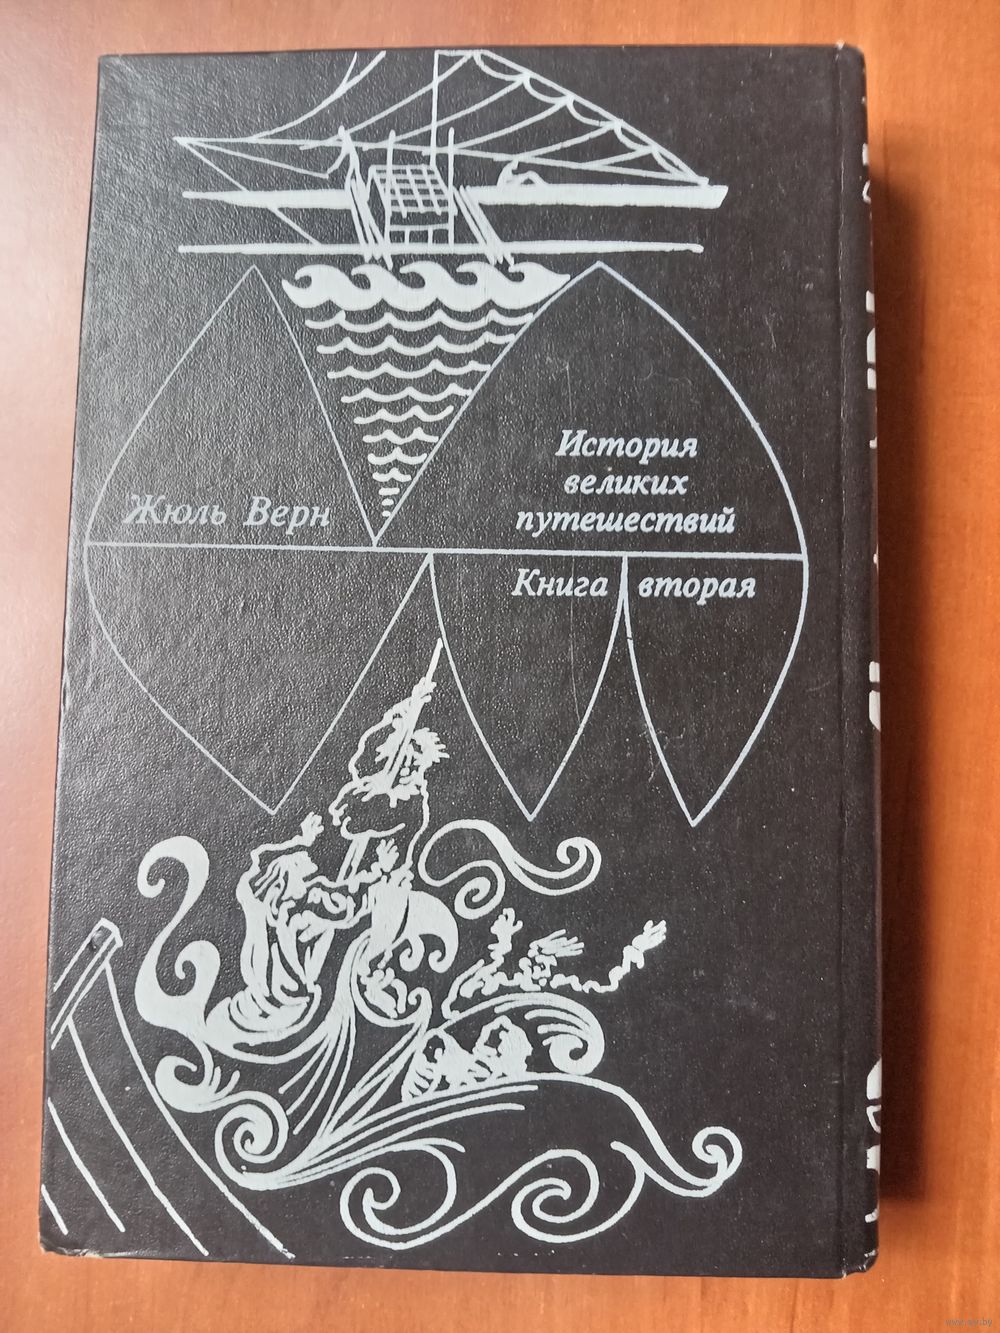 Жюль Верн
История
великих
путешествий
Книга вторая